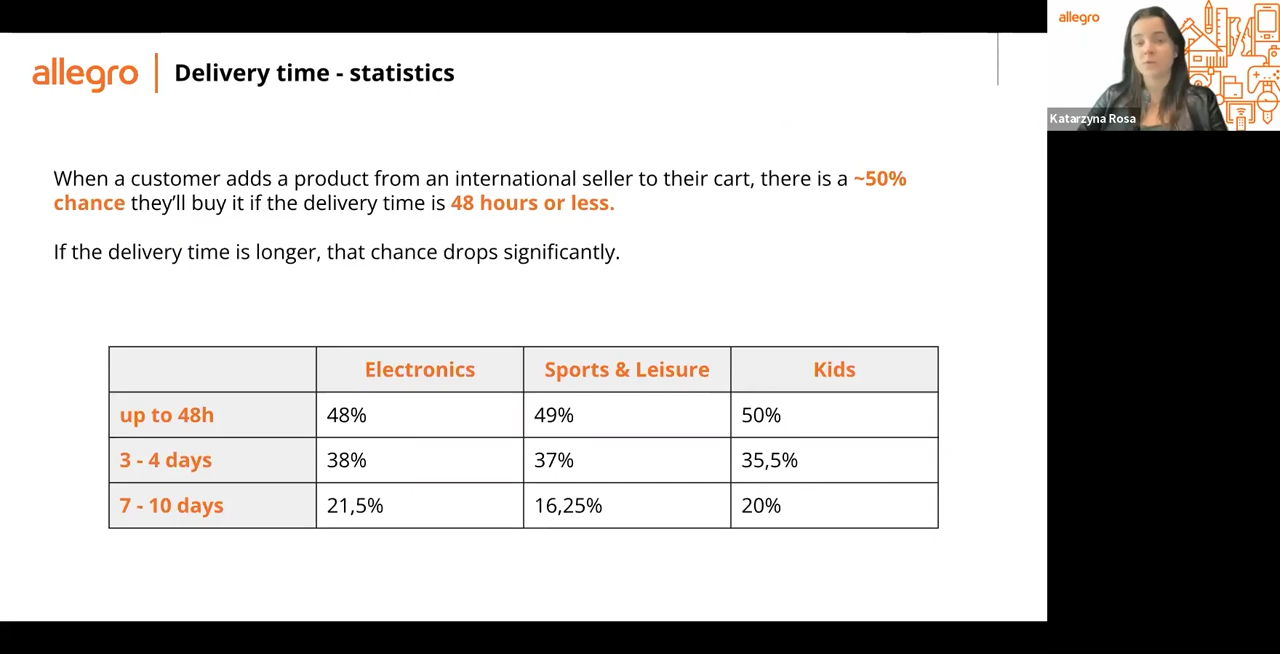 allegro
Delivery time - statistics
When a customer adds a product from an international seller to their cart, there is a ~50%
chance they'll buy it if the delivery time is 48 hours or less.
If the delivery time is longer, that chance drops significantly.
Electronics Sports & Leisure Kids
up to 48h 48% 49% 50%
3 - 4 days 38% 37% 35,5%
7 - 10 days 21,5% 16,25% 20%
allegro
Katarzyna Rosa